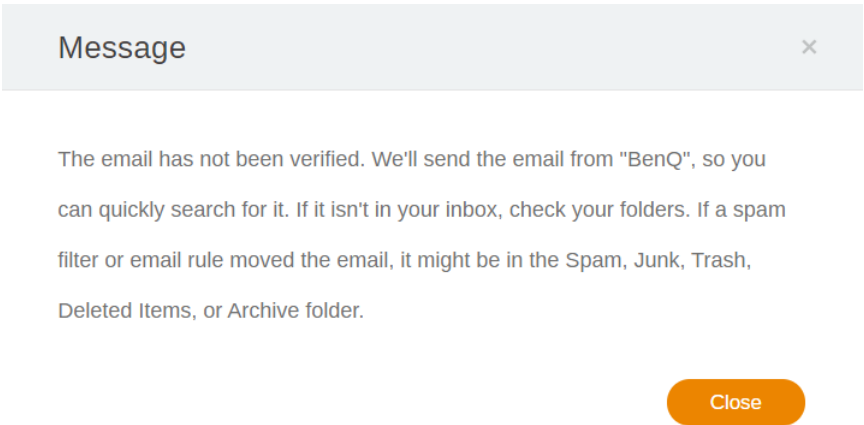 Message
The email has not been verified. We'll send the email from "BenQ", so you
can quickly search for it. If it isn't in your inbox, check your folders. If a spam
filter or email rule moved the email, it might be in the Spam, Junk, Trash,
Deleted Items, or Archive folder.
Close